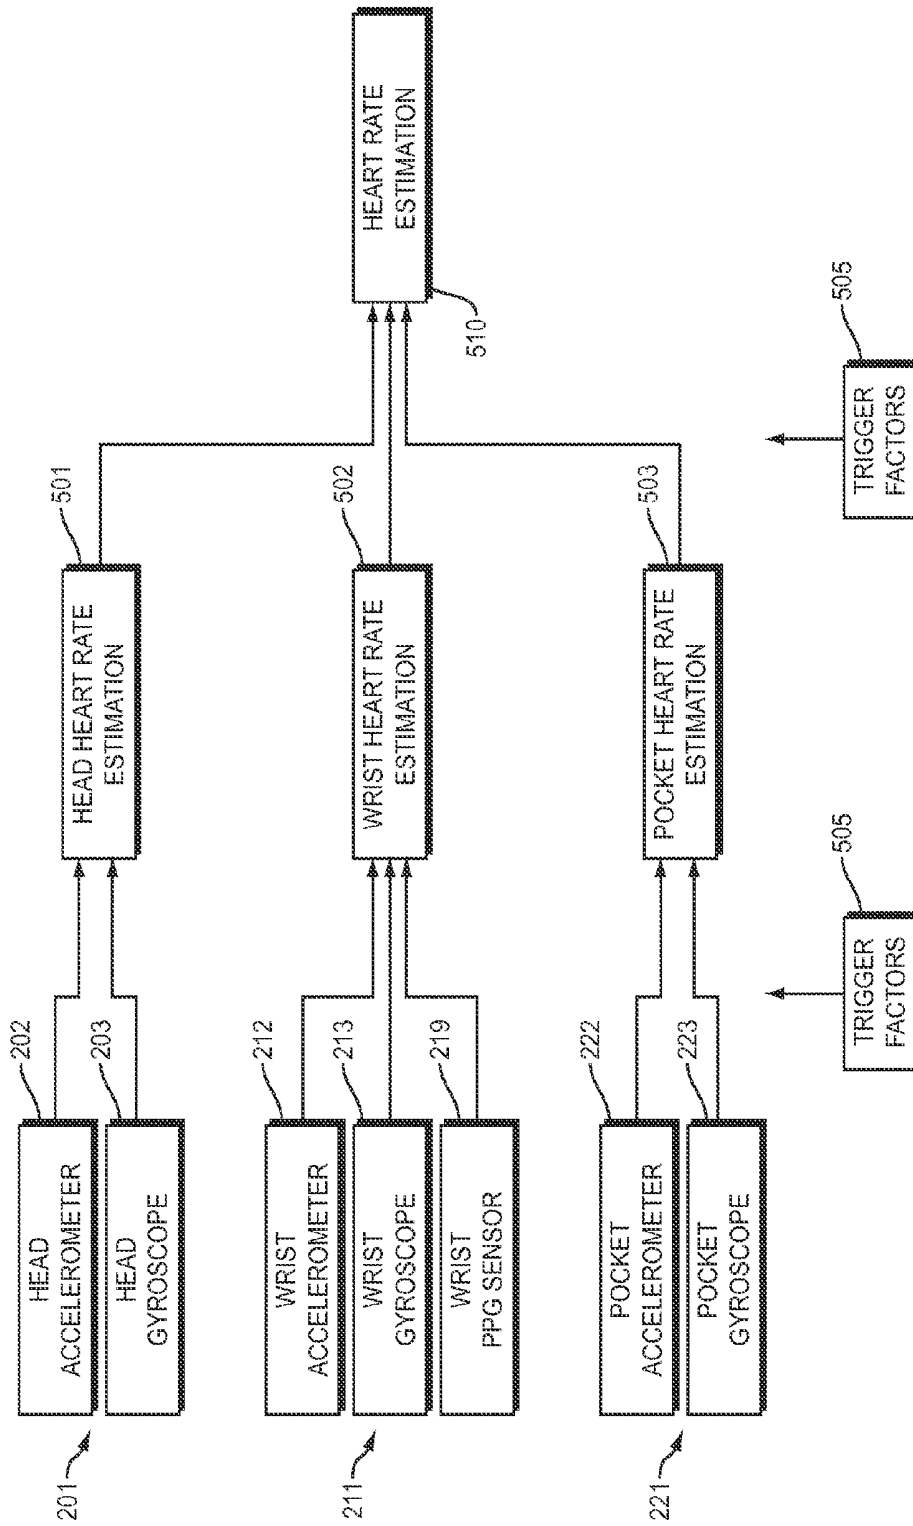 201
HEAD
ACCELEROMETER
202
HEAD
GYROSCOPE
203
HEAD HEART RATE
ESTIMATION
501
211
WRIST
ACCELEROMETER
212
WRIST
GYROSCOPE
213
WRIST
PPG SENSOR
219
WRIST HEART RATE
ESTIMATION
502
HEART RATE
ESTIMATION
510
221
POCKET
ACCELEROMETER
222
POCKET
GYROSCOPE
223
POCKET HEART RATE
ESTIMATION
503
TRIGGER
FACTORS
505
TRIGGER
FACTORS
505